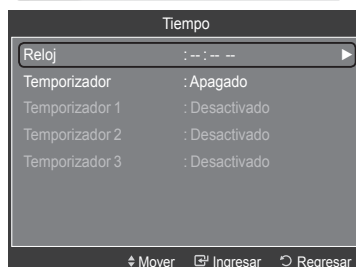 Tiempo
Reloj : -- : -- --
Temporizador : Apagado
Temporizador 1 : Desactivado
Temporizador 2 : Desactivado
Temporizador 3 : Desactivado
Mover Ingresar Regresar